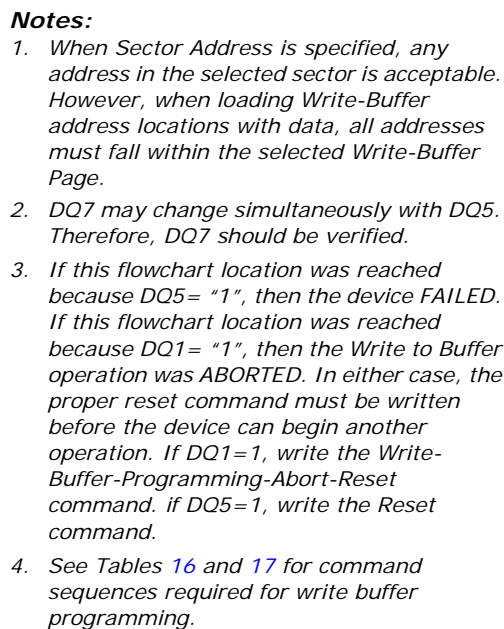 Notes:
1. When Sector Address is specified, any
address in the selected sector is acceptable.
However, when loading Write-Buffer
address locations with data, all addresses
must fall within the selected Write-Buffer
Page.
2. DQ7 may change simultaneously with DQ5.
Therefore, DQ7 should be verified.
3. If this flowchart location was reached
because DQ5= “1”, then the device FAILED.
If this flowchart location was reached
because DQ1= “1”, then the Write to Buffer
operation was ABORTED. In either case, the
proper reset command must be written
before the device can begin another
operation. If DQ1=1, write the Write-
Buffer-Programming-Abort-Reset
command. if DQ5=1, write the Reset
command.
4. See Tables 16 and 17 for command
sequences required for write buffer
programming.